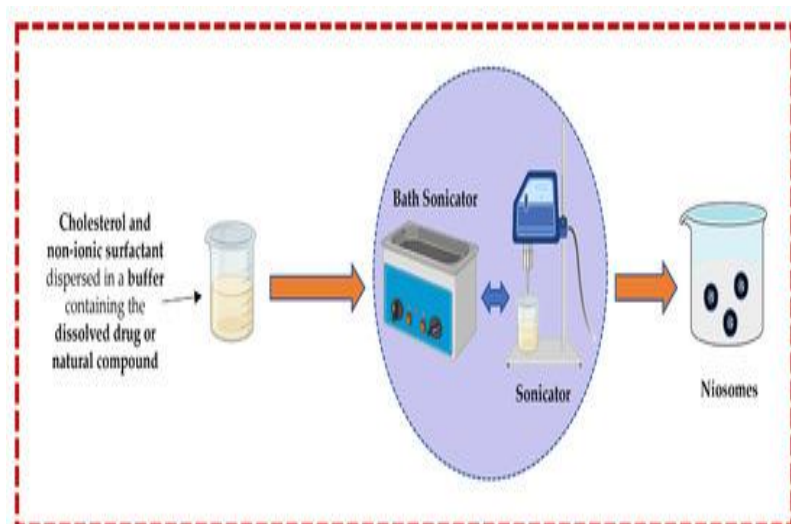 Cholesterol and
non-ionic surfactant
dispersed in a buffer
containing the
dissolved drug or
natural compound
Bath Sonicator
Sonicator
Niosomes